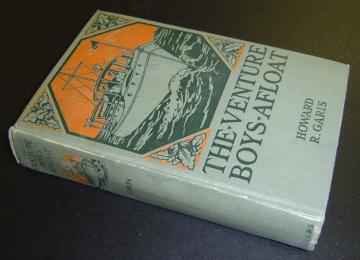 THE·VENTURE
BOYS·AFLOAT
HOWARD
R. GARIS